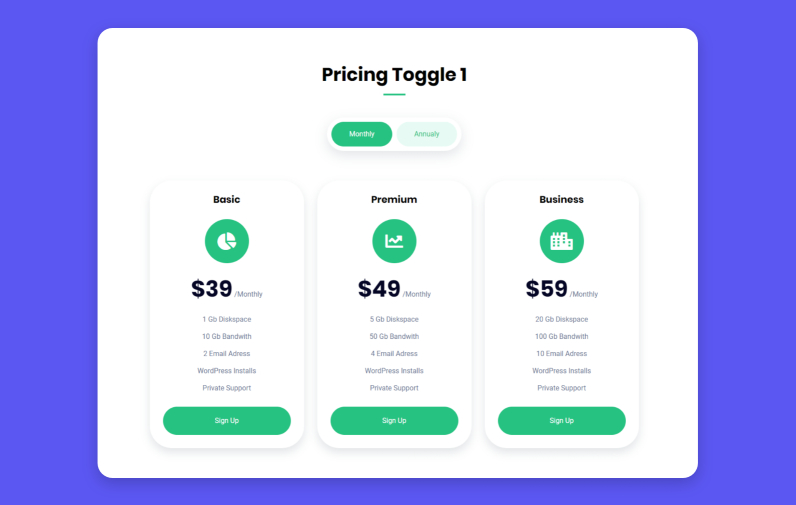 Pricing Toggle 1
Monthly
Annualy
Basic
$39 /Monthly
1 Gb Diskspace
10 Gb Bandwith
2 Email Adress
WordPress Installs
Private Support
Sign Up
Premium
$49 /Monthly
5 Gb Diskspace
50 Gb Bandwith
4 Email Adress
WordPress Installs
Private Support
Sign Up
Business
$59 /Monthly
20 Gb Diskspace
100 Gb Bandwith
10 Email Adress
WordPress Installs
Private Support
Sign Up